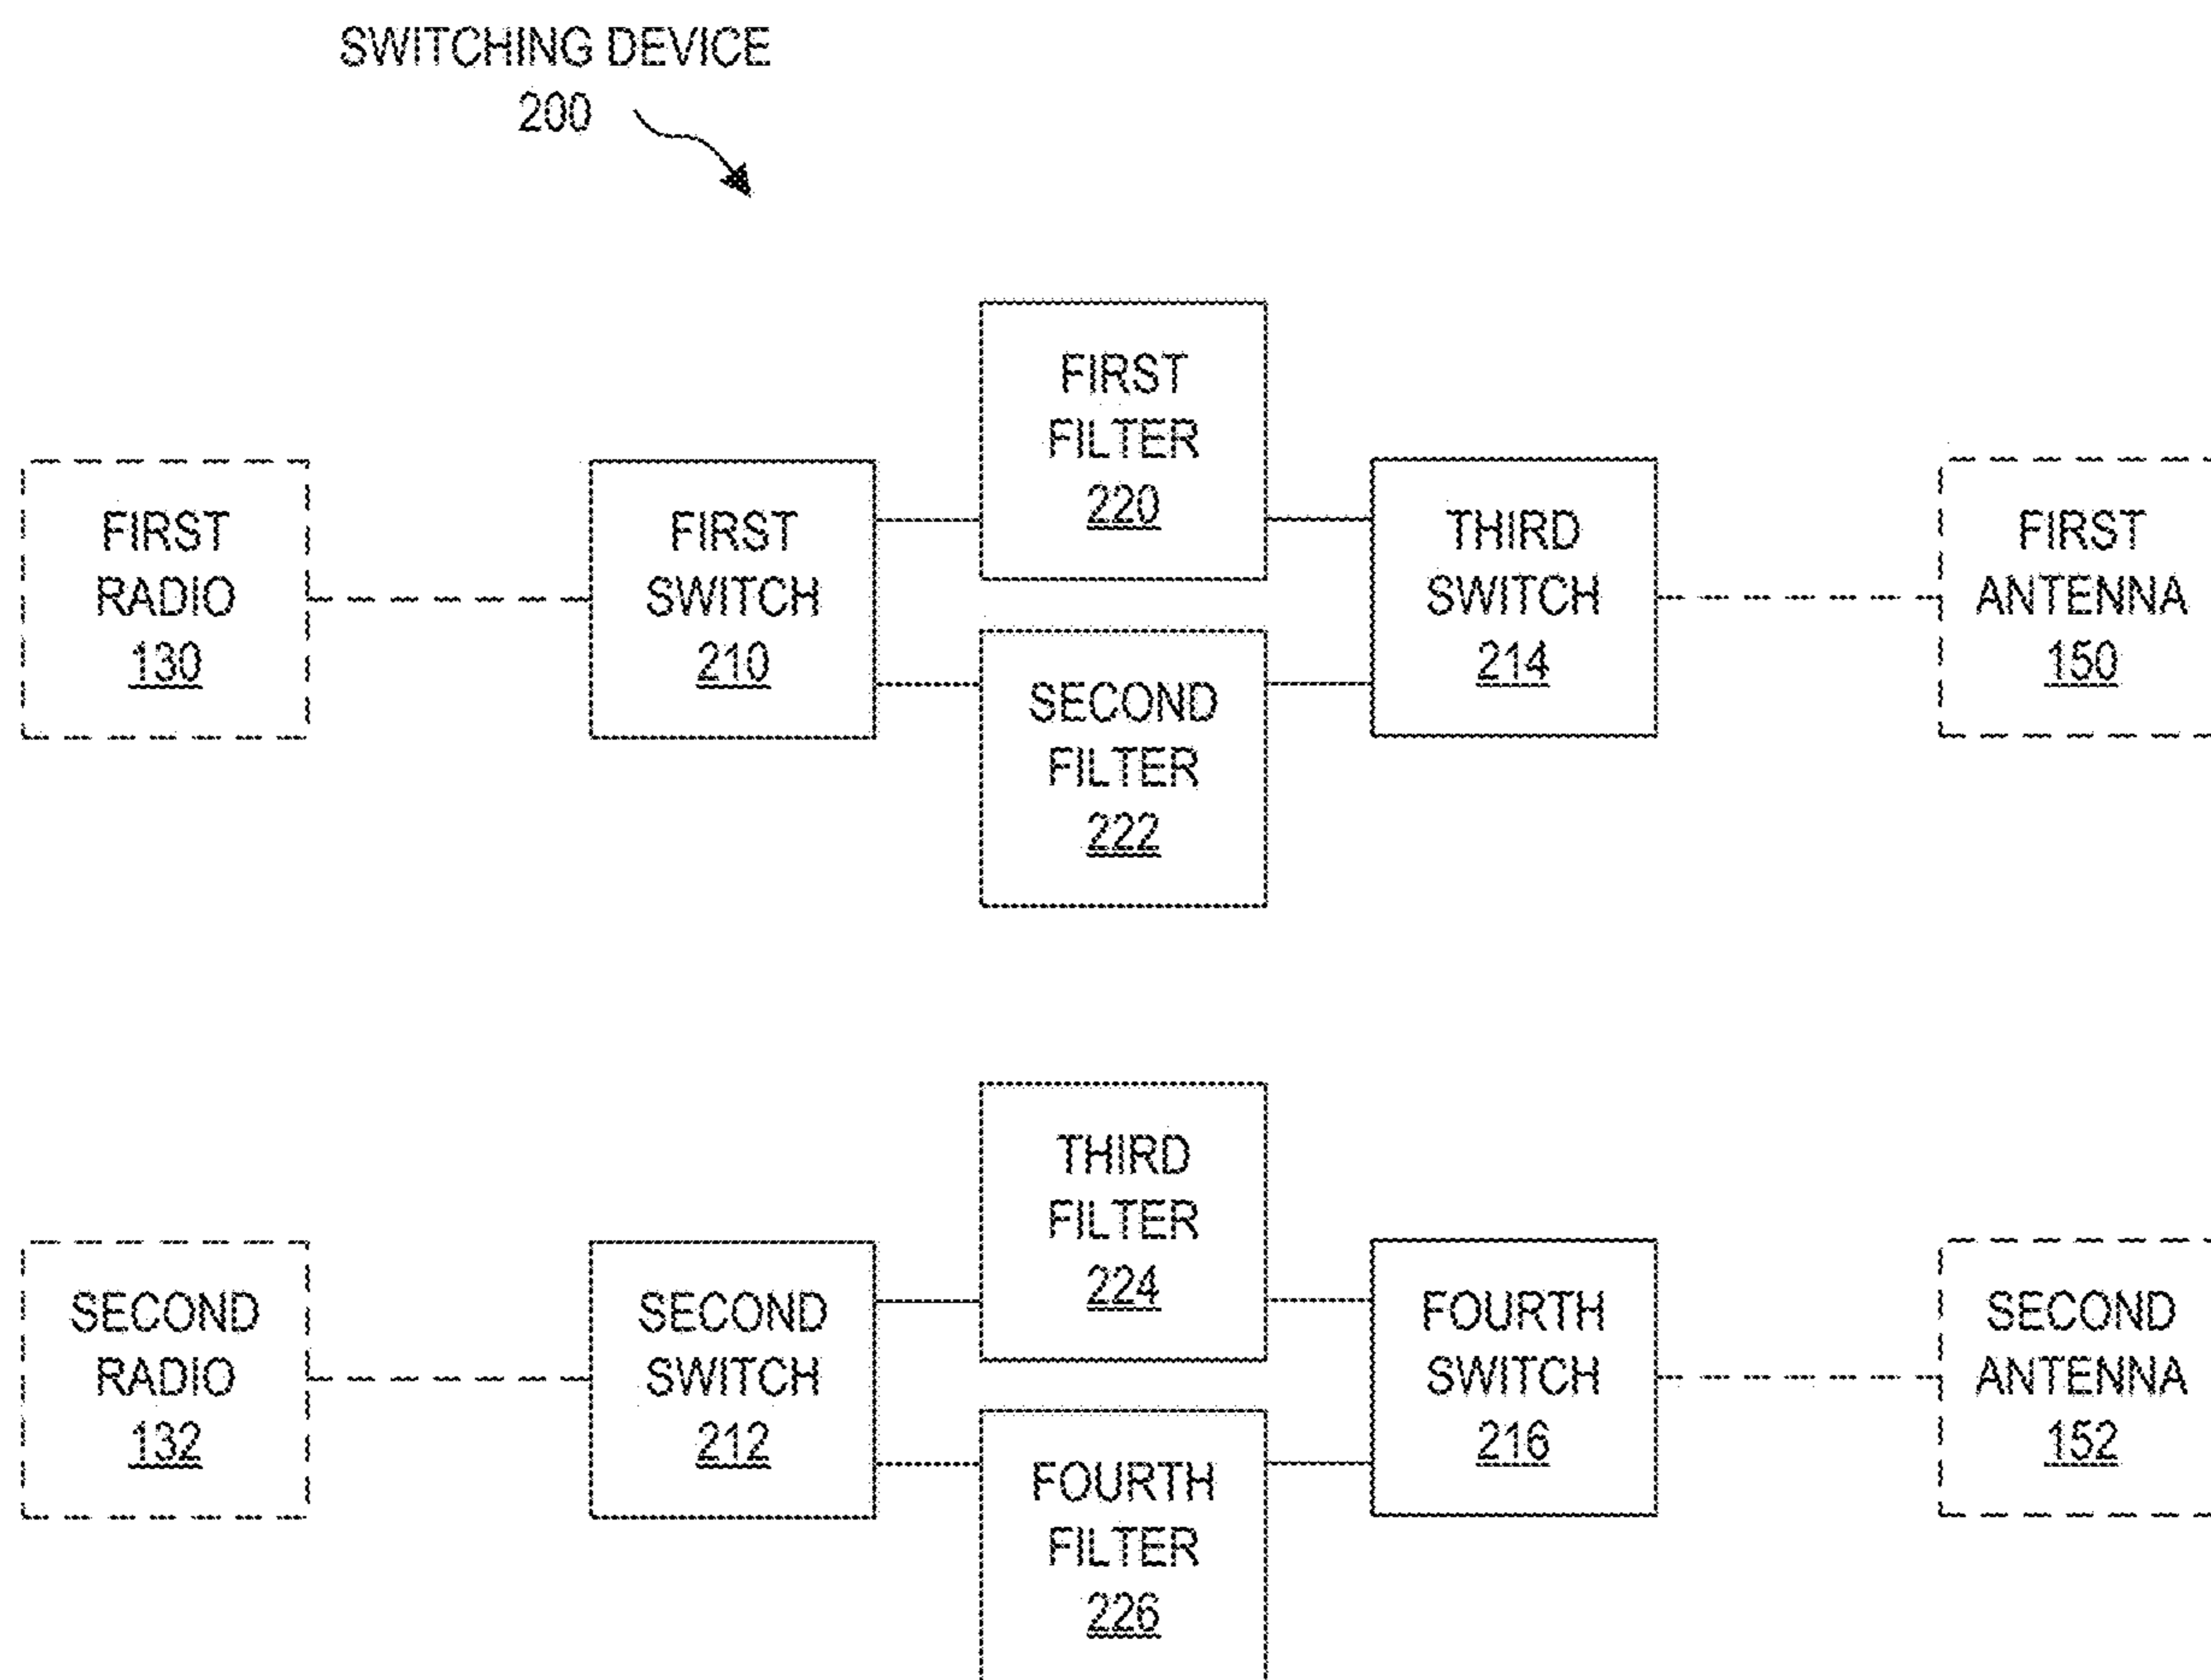 SWITCHING DEVICE
200
FIRST
FILTER
220
FIRST
RADIO
130
FIRST
SWITCH
210
THIRD
SWITCH
214
FIRST
ANTENNA
150
SECOND
FILTER
222
THIRD
FILTER
224
SECOND
RADIO
132
SECOND
SWITCH
212
FOURTH
SWITCH
216
SECOND
ANTENNA
152
FOURTH
FILTER
226